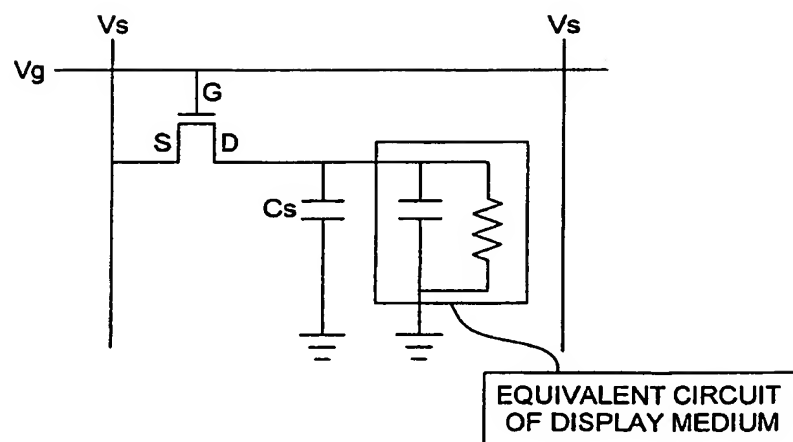 Vs
Vs
Vg
G
S
D
Cs
EQUIVALENT CIRCUIT
OF DISPLAY MEDIUM